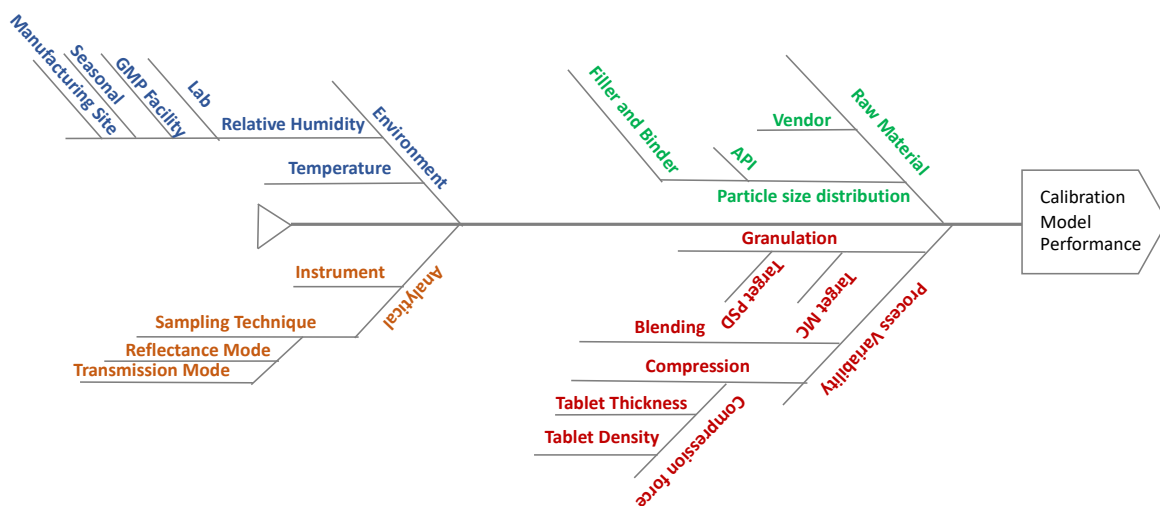 Manufacturing Site
Seasonal
GMP Facility
Lab
Relative Humidity
Environment
Temperature
Filler and Binder
API
Vendor
Raw Material
Particle size distribution
Calibration
Model
Performance
Instrument
Analytical
Sampling Technique
Reflectance Mode
Transmission Mode
Granulation
Target PSD
Target MC
Process Variability
Blending
Compression
Tablet Thickness
Tablet Density
Compression force